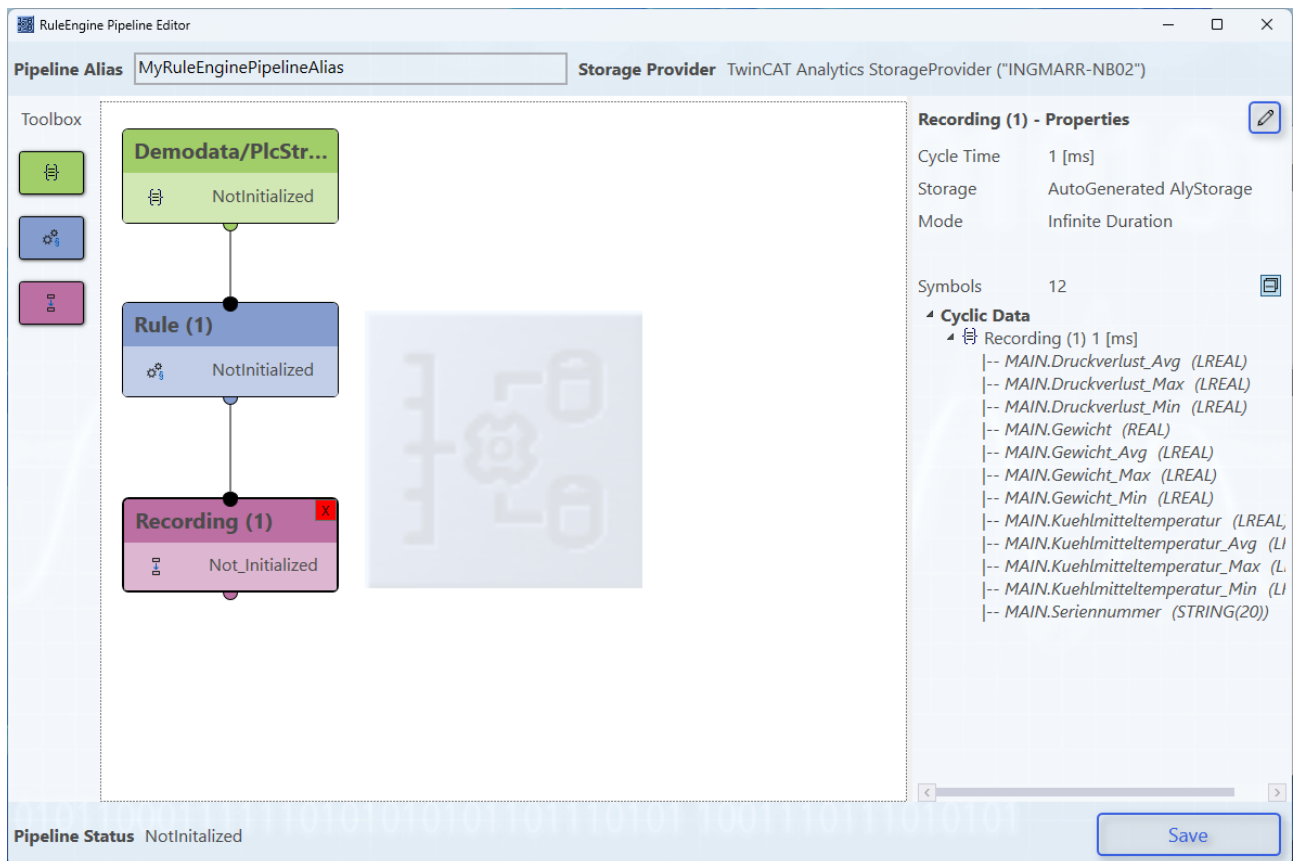 RuleEngine Pipeline Editor
Pipeline Alias MyRuleEnginePipelineAlias Storage Provider TwinCAT Analytics StorageProvider ("INGMARR-NB02")
Toolbox
Demodata/PlcStr...
NotInitialized
Rule (1)
NotInitialized
Recording (1) X
Not_Initialized
Recording (1) - Properties
Cycle Time 1 [ms]
Storage AutoGenerated AlyStorage
Mode Infinite Duration
Symbols 12
Cyclic Data
Recording (1) 1 [ms]
|-- MAIN.Druckverlust_Avg (LREAL)
|-- MAIN.Druckverlust_Max (LREAL)
|-- MAIN.Druckverlust_Min (LREAL)
|-- MAIN.Gewicht (REAL)
|-- MAIN.Gewicht_Avg (LREAL)
|-- MAIN.Gewicht_Max (LREAL)
|-- MAIN.Gewicht_Min (LREAL)
|-- MAIN.Kuehlmitteltemperatur (LREAL)
|-- MAIN.Kuehlmitteltemperatur_Avg
|-- MAIN.Kuehlmitteltemperatur_Max
|-- MAIN.Kuehlmitteltemperatur_Min
|-- MAIN.Seriennummer (STRING(20))
Pipeline Status NotInitalized
Save